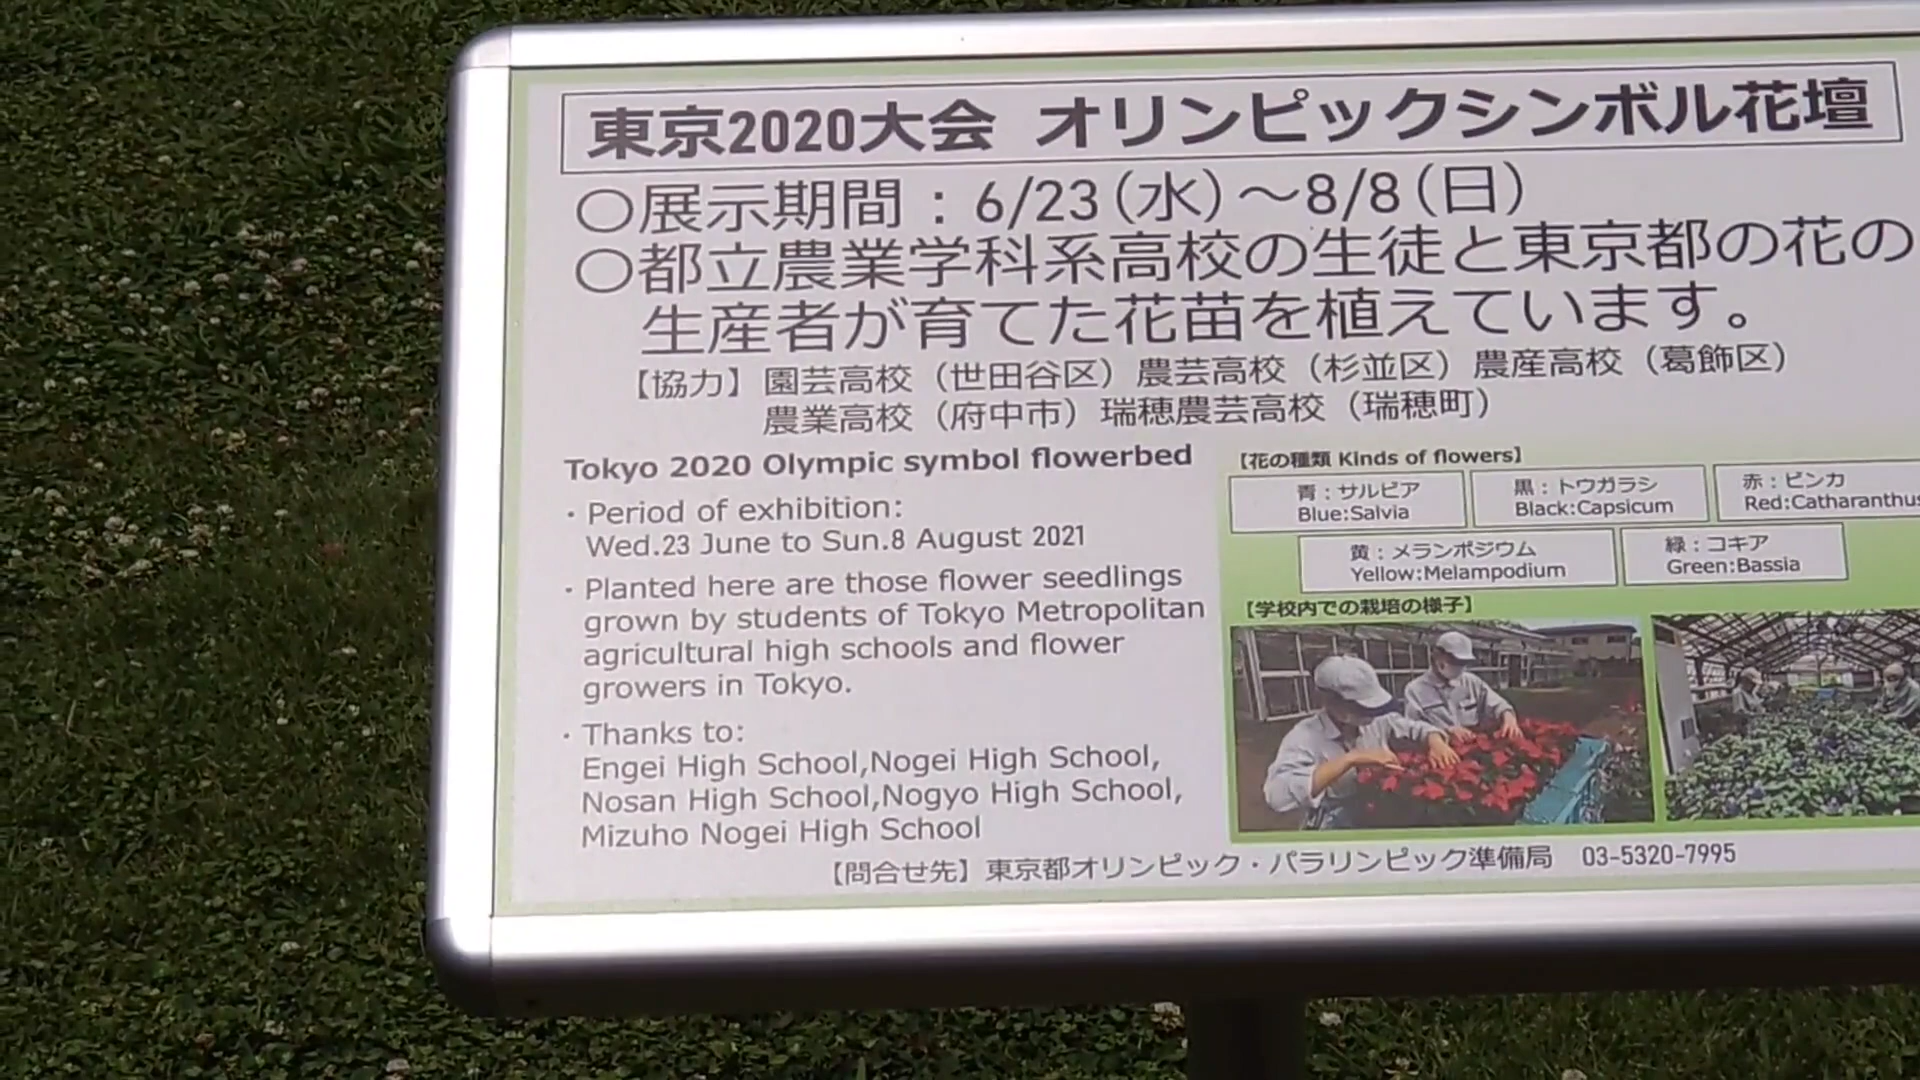 東京2020大会 オリンピックシンボル花壇
○展示期間：6/23（水）～8/8（日）
○都立農業学科系高校の生徒と東京都の花の
生産者が育てた花苗を植えています。
【協力】園芸高校（世田谷区）農芸高校（杉並区）農産高校（葛飾区）
農業高校（府中市）瑞穂農芸高校（瑞穂町）
Tokyo 2020 Olympic symbol flowerbed
・Period of exhibition:
Wed.23 June to Sun.8 August 2021
・Planted here are those flower seedlings
grown by students of Tokyo Metropolitan
agricultural high schools and flower
growers in Tokyo.
・Thanks to:
Engei High School,Nogei High School,
Nosan High School,Nogyo High School,
Mizuho Nogei High School
【花の種類 Kinds of flowers】
青：サルビア
Blue:Salvia
黒：トウガラシ
Black:Capsicum
赤：ビンカ
Red:Catharanthus
黄：メランポジウム
Yellow:Melampodium
緑：コキア
Green:Bassia
【学校内での栽培の様子】
【問合せ先】東京都オリンピック・パラリンピック準備局 03-5320-7995